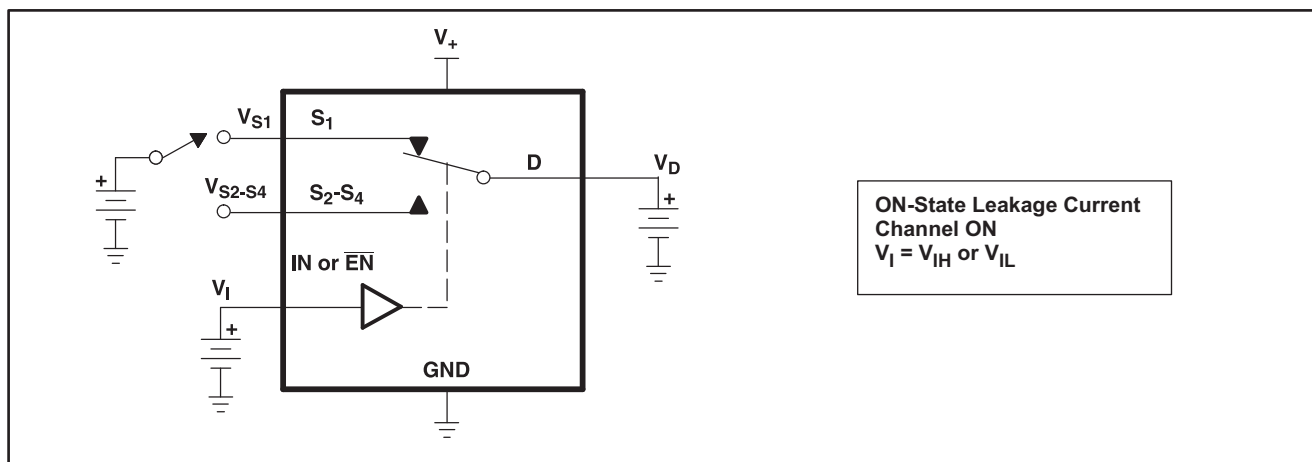 V+
VS1 S1
+
D VD
+
VS2-S4 S2-S4
IN or E̅N̅
VI
+
GND
ON-State Leakage Current
Channel ON
VI = VIH or VIL